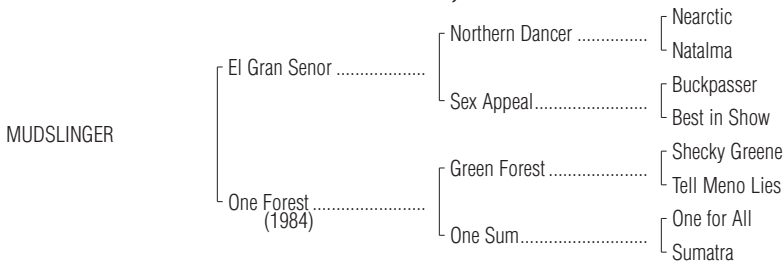 Nearctic
Northern Dancer ...............
Natalma
El Gran Senor ...................
Buckpasser
Sex Appeal........................
Best in Show
MUDSLINGER
Shecky Greene
Green Forest .....................
Tell Meno Lies
One Forest ........................
(1984)
One for All
One Sum...........................
Sumatra